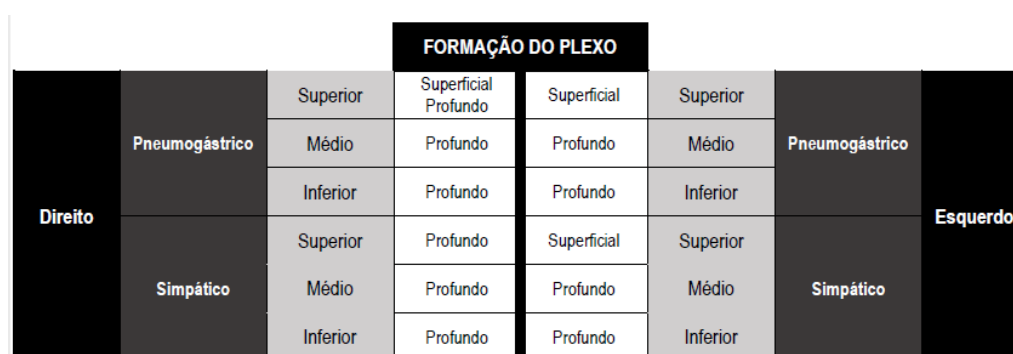 FORMAÇÃO DO PLEXO
Direito
Pneumogástrico
Superior
Superficial
Profundo
Superficial
Superior
Pneumogástrico
Esquerdo
Médio
Profundo
Profundo
Médio
Inferior
Profundo
Profundo
Inferior
Simpático
Superior
Profundo
Superficial
Superior
Simpático
Médio
Profundo
Profundo
Médio
Inferior
Profundo
Profundo
Inferior